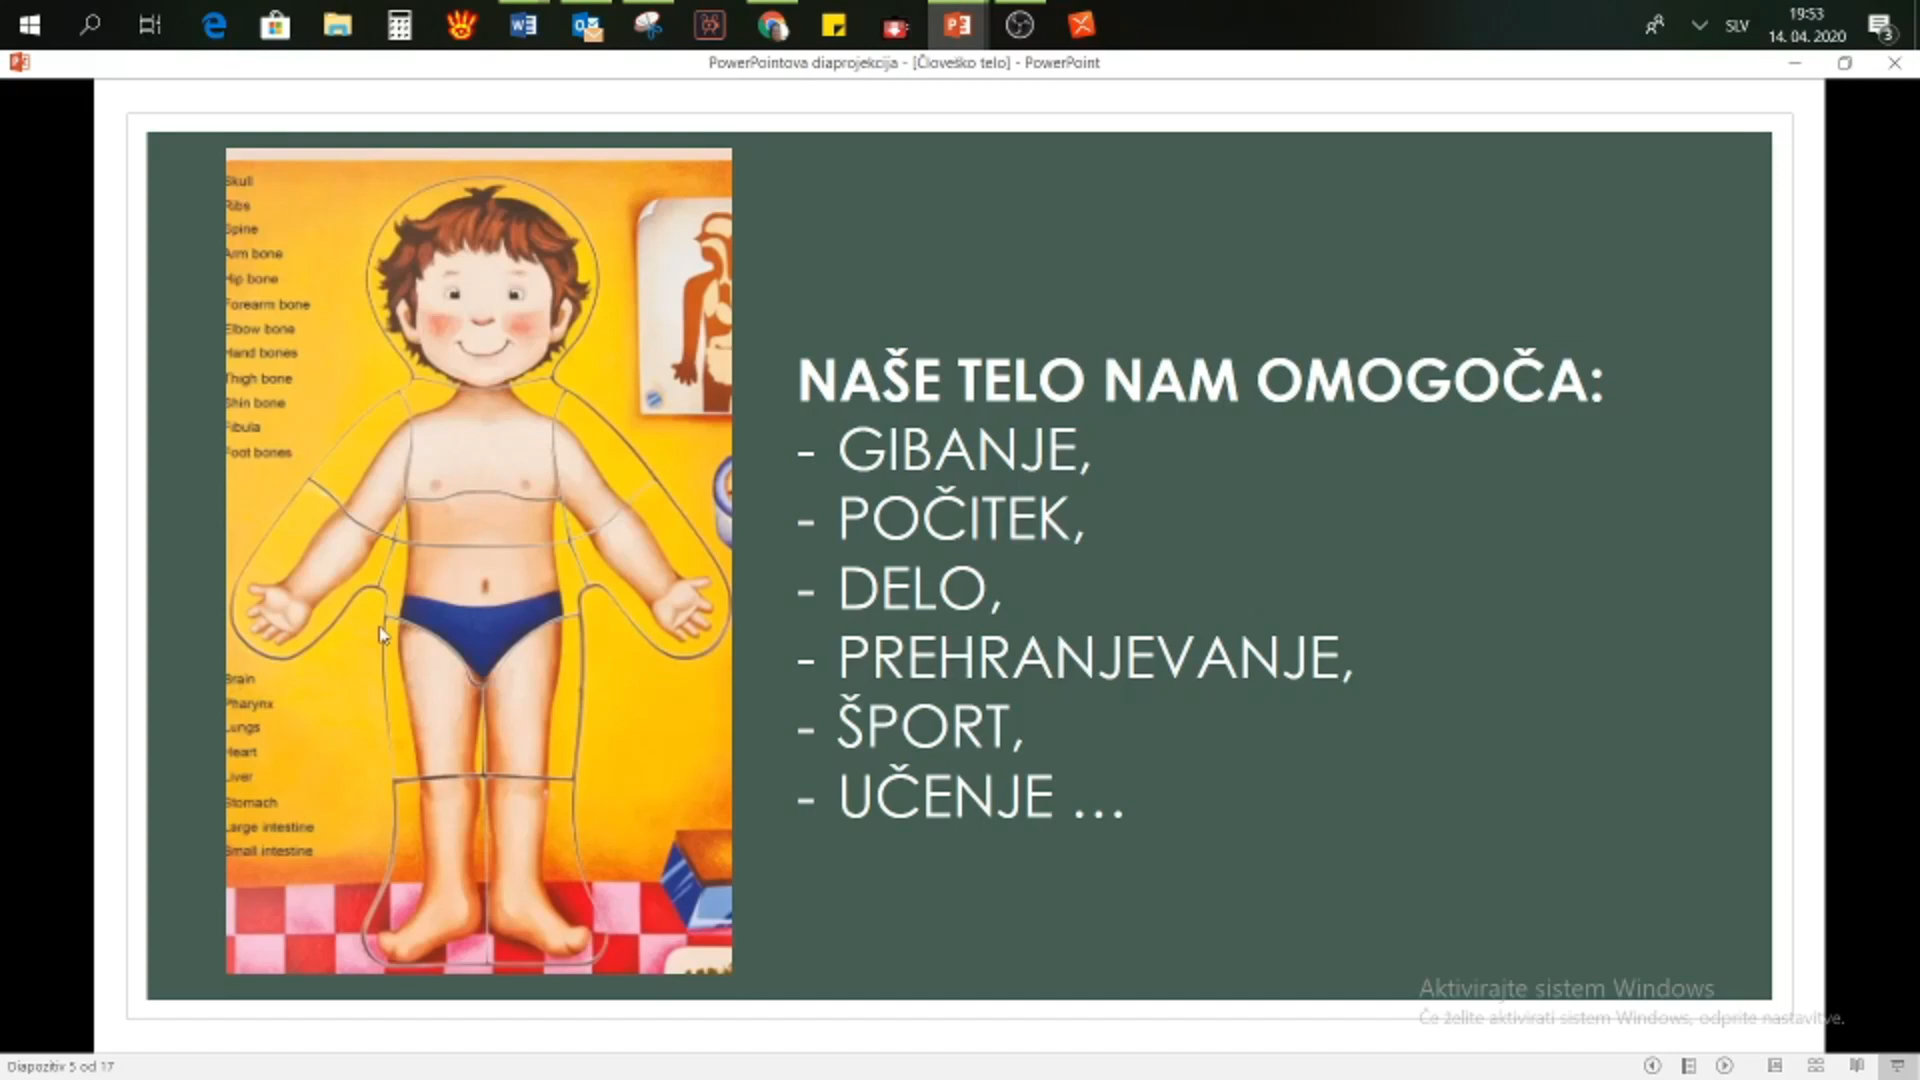 19:53
SLV
14. 04. 2020
3
PowerPointova diaprojekcija - [Človeško telo] - PowerPoint
Skull
Ribs
Spine
Arm bone
Hip bone
Forearm bone
Elbow bone
Hand bones
Thigh bone
Shin bone
Fibula
Foot bones
Brain
Pharynx
Lungs
Heart
Liver
Stomach
Large intestine
Small intestine
NAŠE TELO NAM OMOGOČA:
- GIBANJE,
- POČITEK,
- DELO,
- PREHRANJEVANJE,
- ŠPORT,
- UČENJE …
Aktivirajte sistem Windows
Če želite aktivirati sistem Windows, odprite nastavitve.
Diapozitiv 5 od 17